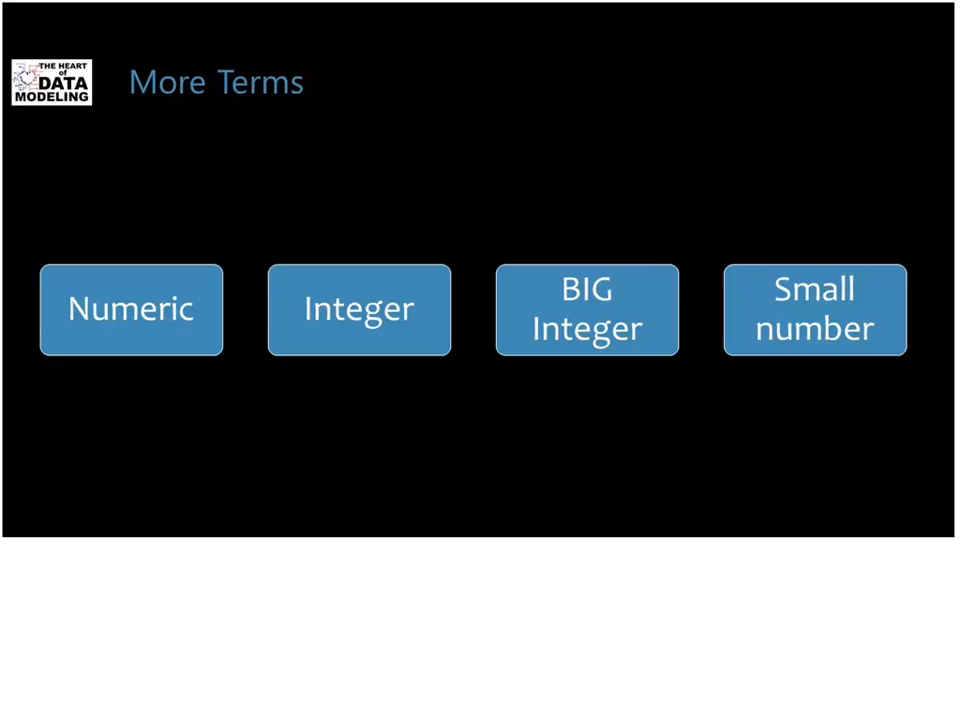 THE HEART
of
DATA
MODELING
More Terms
Numeric
Integer
BIG
Integer
Small
number